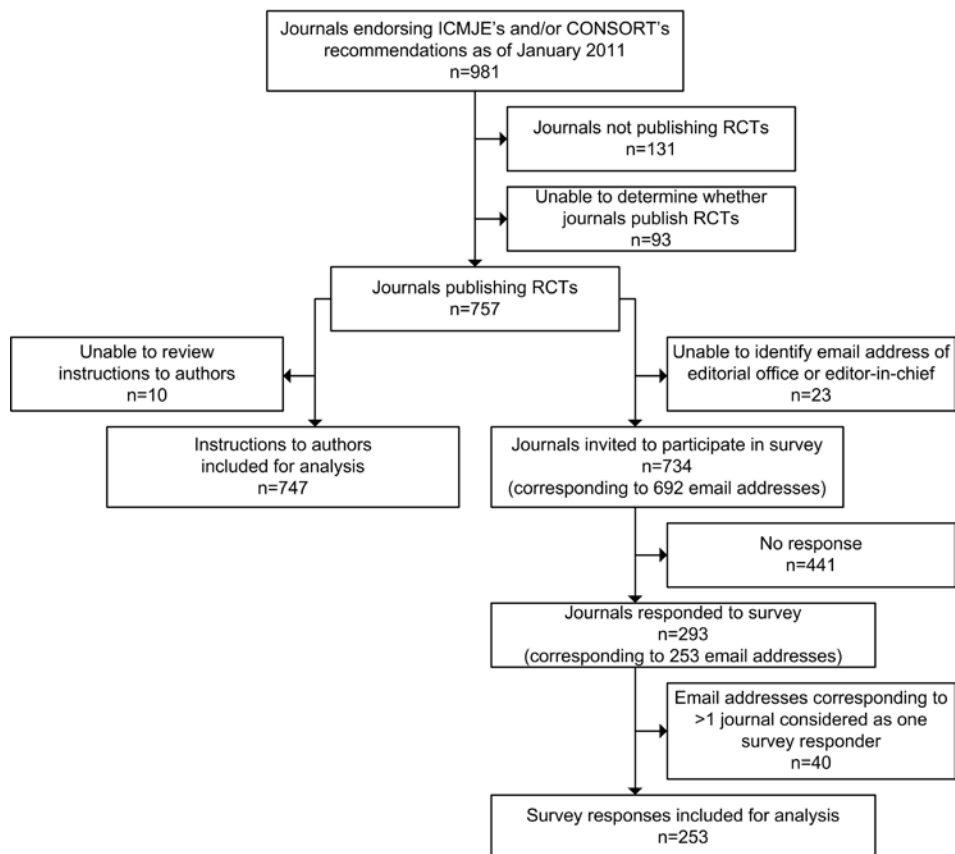 Journals endorsing ICMJE's and/or CONSORT's
recommendations as of January 2011
n=981
Journals not publishing RCTs
n=131
Unable to determine whether
journals publish RCTs
n=93
Journals publishing RCTs
n=757
Unable to review
instructions to authors
n=10
Unable to identify email address of
editorial office or editor-in-chief
n=23
Instructions to authors
included for analysis
n=747
Journals invited to participate in survey
n=734
(corresponding to 692 email addresses)
No response
n=441
Journals responded to survey
n=293
(corresponding to 253 email addresses)
Email addresses corresponding to
>1 journal considered as one
survey responder
n=40
Survey responses included for analysis
n=253